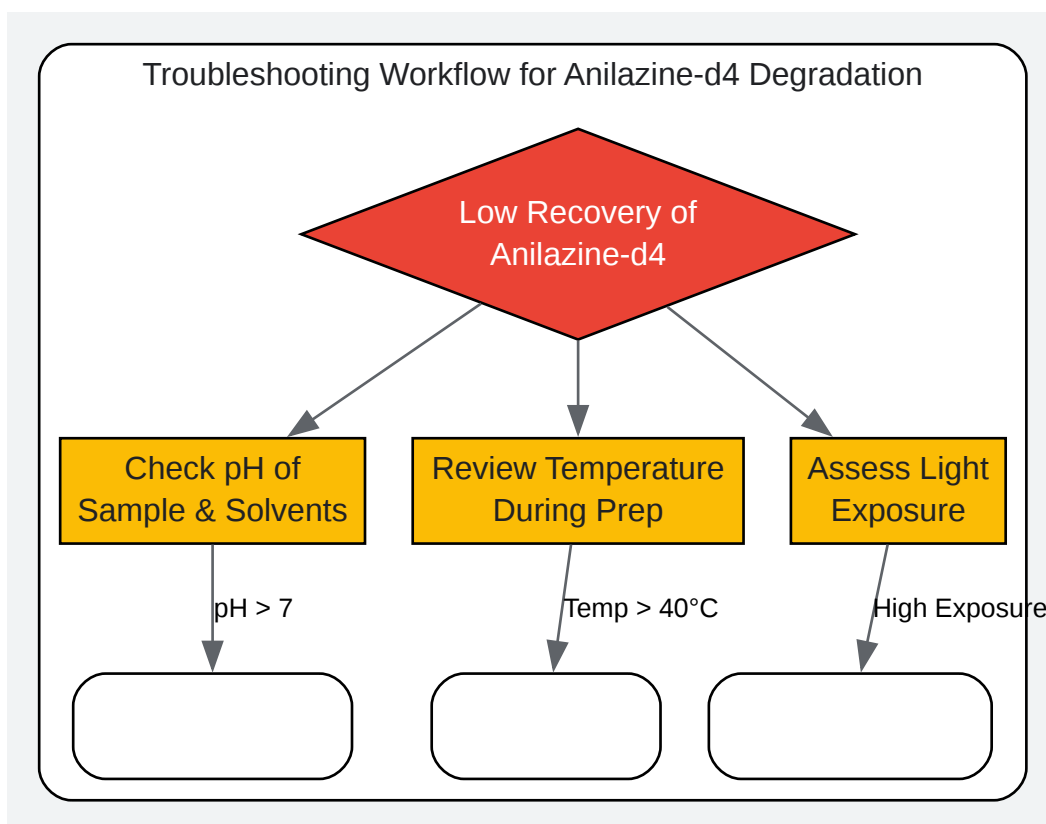 Troubleshooting Workflow for Anilazine-d4 Degradation
Low Recovery of
Anilazine-d4
Check pH of
Sample & Solvents
Review Temperature
During Prep
Assess Light
Exposure
pH > 7
Temp > 40°C
High Exposure